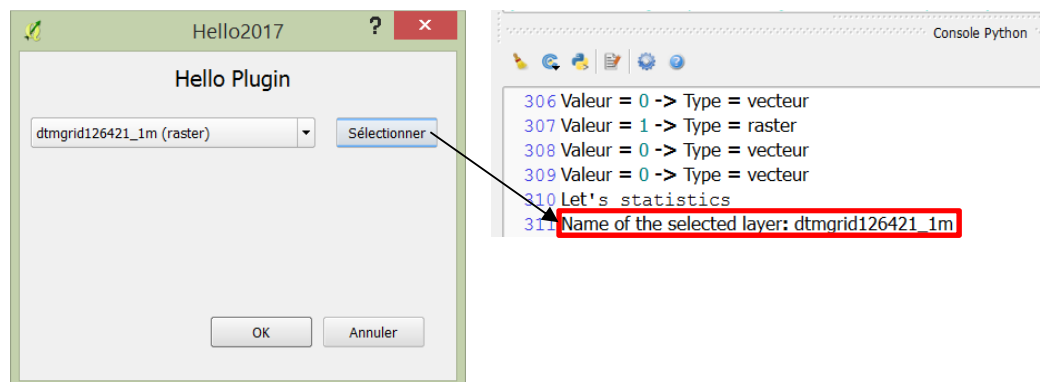 Hello2017
?
×
Hello Plugin
dtmgrid126421_1m (raster)
Sélectionner
OK
Annuler
Console Python
306 Valeur = 0 -> Type = vecteur
307 Valeur = 1 -> Type = raster
308 Valeur = 0 -> Type = vecteur
309 Valeur = 0 -> Type = vecteur
310 Let's statistics
311 Name of the selected layer: dtmgrid126421_1m